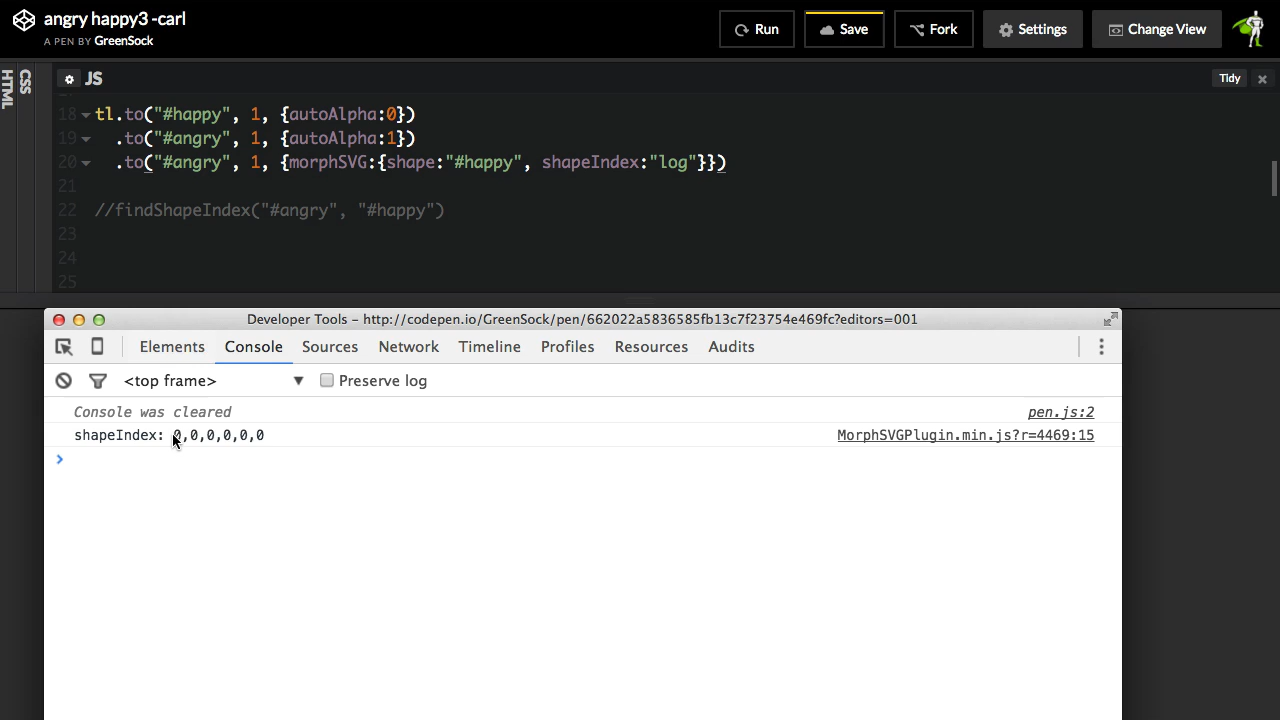 angry happy3 -carl
A PEN BY GreenSock
Run
Save
Fork
Settings
Change View
HTML
CSS
JS
Tidy
18 tl.to("#happy", 1, {autoAlpha:0})
19 .to("#angry", 1, {autoAlpha:1})
20 .to("#angry", 1, {morphSVG:{shape:"#happy", shapeIndex:"log"}})
21
22 //findShapeIndex("#angry", "#happy")
23
24
25
Developer Tools – http://codepen.io/GreenSock/pen/662022a5836585fb13c7f23754e469fc?editors=001
Elements Console Sources Network Timeline Profiles Resources Audits
<top frame> Preserve log
Console was cleared pen.js:2
shapeIndex: 0,0,0,0,0,0 MorphSVGPlugin.min.js?r=4469:15